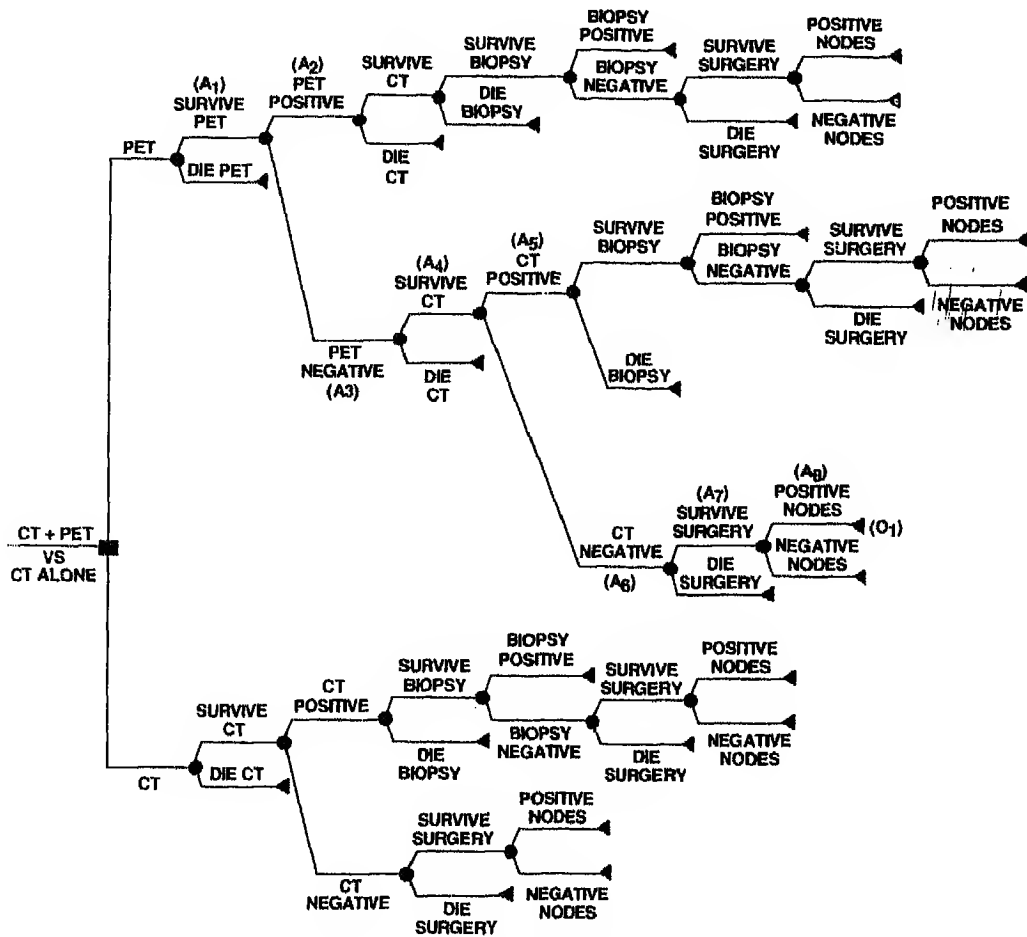 BIOPSY
POSITIVE
POSITIVE
NODES
SURVIVE
BIOPSY
SURVIVE
SURGERY
(A2)
PET
POSITIVE
SURVIVE
CT
BIOPSY
NEGATIVE
(A1)
SURVIVE
PET
DIE
BIOPSY
NEGATIVE
NODES
PET
DIE PET
DIE
CT
DIE
SURGERY
BIOPSY
POSITIVE
POSITIVE
NODES
SURVIVE
BIOPSY
SURVIVE
SURGERY
(A5)
CT
POSITIVE
BIOPSY
NEGATIVE
(A4)
SURVIVE
CT
NEGATIVE
NODES
DIE
SURGERY
PET
NEGATIVE
(A3)
DIE
CT
DIE
BIOPSY
(A8)
POSITIVE
NODES
(A7)
SURVIVE
SURGERY
(O1)
CT
NEGATIVE
(A6)
NEGATIVE
NODES
DIE
SURGERY
CT + PET
VS
CT ALONE
BIOPSY
POSITIVE
POSITIVE
NODES
SURVIVE
BIOPSY
SURVIVE
SURGERY
CT
POSITIVE
SURVIVE
CT
BIOPSY
NEGATIVE
NEGATIVE
NODES
DIE
BIOPSY
DIE
SURGERY
CT
DIE CT
POSITIVE
NODES
SURVIVE
SURGERY
CT
NEGATIVE
NEGATIVE
NODES
DIE
SURGERY